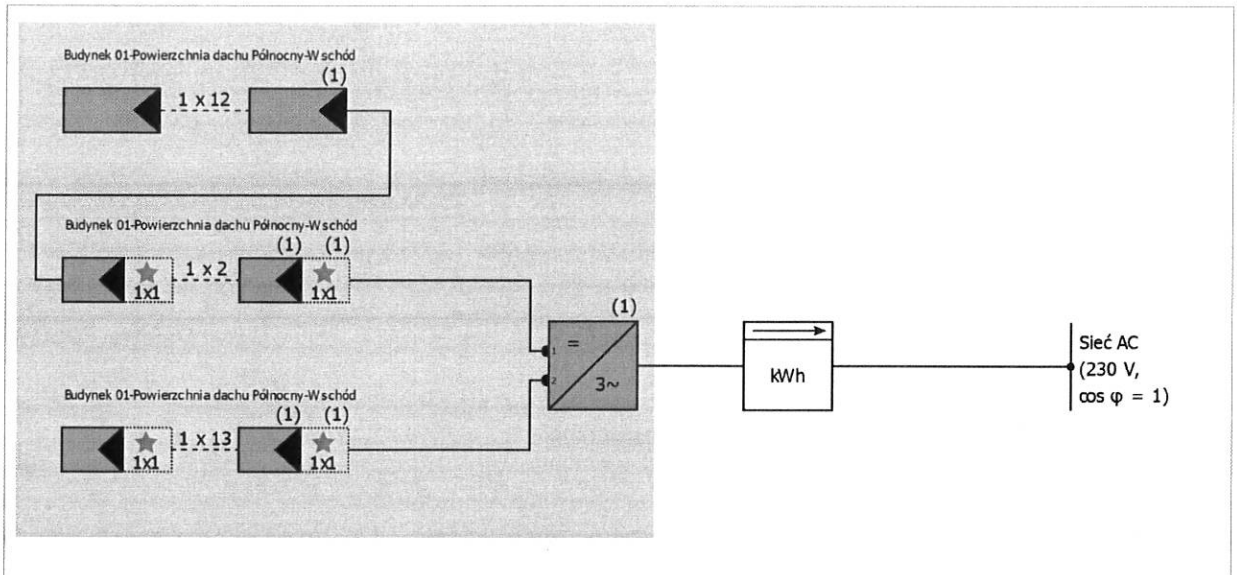 Budynek 01-Powierzchnia dachu Północny-Wschód
(1)
1 x 12
Budynek 01-Powierzchnia dachu Północny-Wschód
(1) (1)
1 x 2
1x1 1x1
(1)
1 =
2 3~
kWh
Sieć AC
(230 V,
cos φ = 1)
Budynek 01-Powierzchnia dachu Północny-Wschód
(1) (1)
1 x 13
1x1 1x1